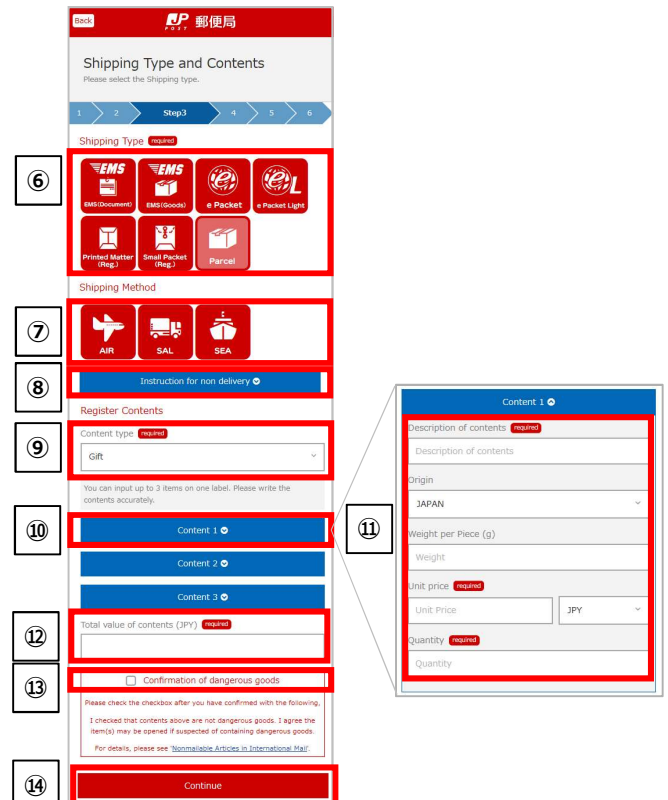 Back
JP POST 郵便局
Shipping Type and Contents
Please select the Shipping type.
1 2 Step3 4 5 6
Shipping Type required
⑥
EMS EMS e e L
EMS(Document) EMS(Goods) e Packet e Packet Light
Printed Matter (Reg.) Small Packet (Reg.) Parcel
Shipping Method
⑦
AIR SAL SEA
⑧
Instruction for non delivery
Register Contents
⑨
Content type required
Gift
You can input up to 3 items on one label. Please write the
contents accurately.
⑩
Content 1
Content 2
Content 3
⑫
Total value of contents (JPY) required
⑬
Confirmation of dangerous goods
Please check the checkbox after you have confirmed with the following,
I checked that contents above are not dangerous goods. I agree the
item(s) may be opened if suspected of containing dangerous goods.
For details, please see 'Nonmailable Articles in International Mail'.
⑭
Continue
⑪
Content 1
Description of contents required
Description of contents
Origin
JAPAN
Weight per Piece (g)
Weight
Unit price required
Unit Price JPY
Quantity required
Quantity